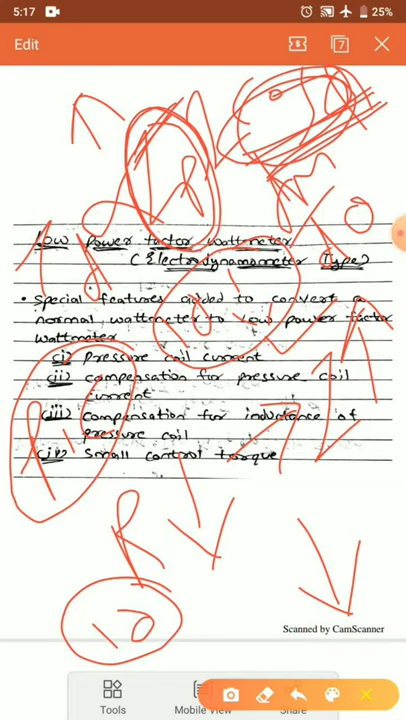 5:17
25%
Edit
7
Low Power factor wattmeter
(Electrodynamometer Type)
• Special features added to convert a
normal wattmeter to low power factor
wattmeter
(i) Pressure coil current
(ii) compensation for pressure coil
current
(iii) compensation for inductance of
pressure coil
(iv) Small control torque
R
10
Scanned by CamScanner
Tools
Mobile View
Share